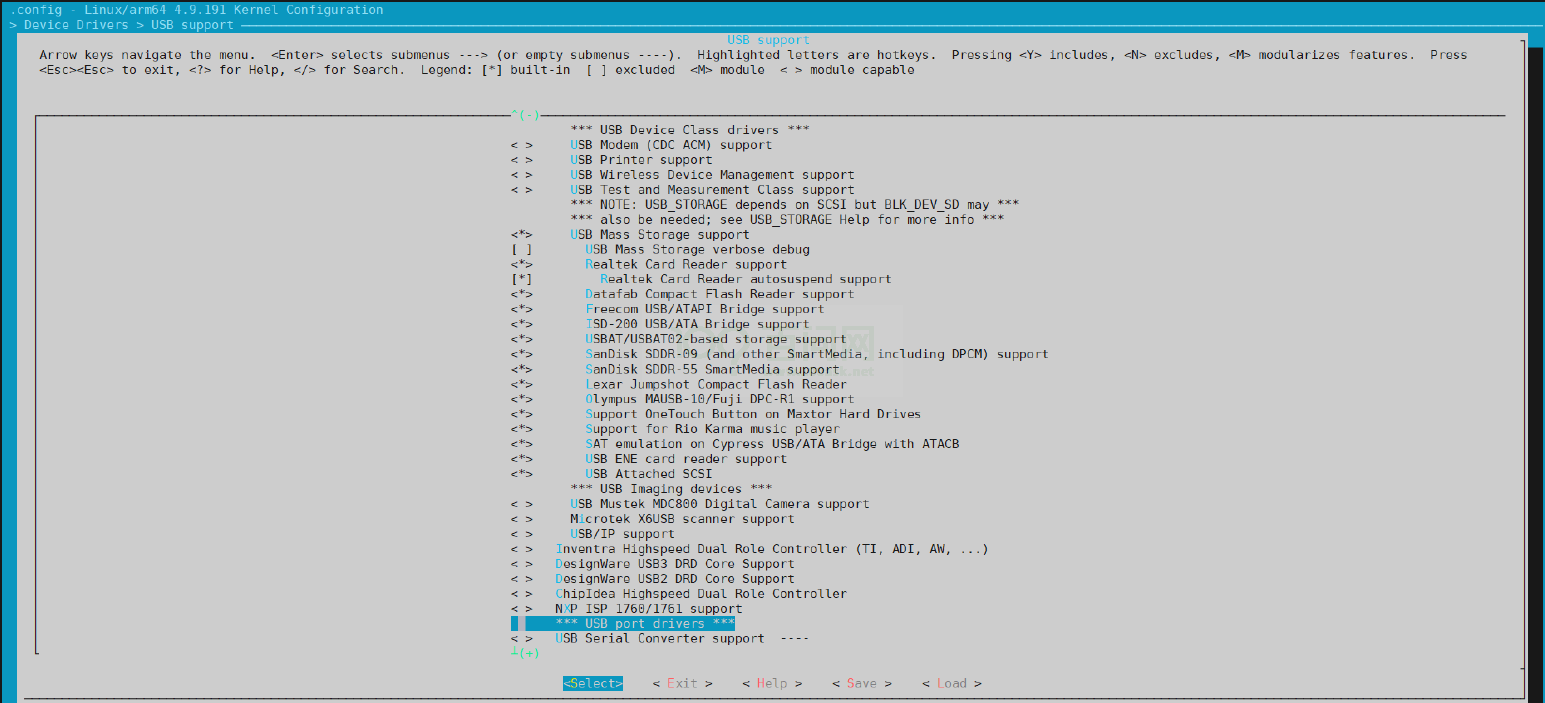 .config - Linux/arm64 4.9.191 Kernel Configuration
> Device Drivers > USB support
USB support
Arrow keys navigate the menu.  <Enter> selects submenus ---> (or empty submenus ----).  Highlighted letters are hotkeys.  Pressing <Y> includes, <N> excludes, <M> modularizes features.  Press
<Esc><Esc> to exit, <?> for Help, </> for Search.  Legend: [*] built-in  [ ] excluded  <M> module  < > module capable
^(-)
*** USB Device Class drivers ***
< > USB Modem (CDC ACM) support
< > USB Printer support
< > USB Wireless Device Management support
< > USB Test and Measurement Class support
*** NOTE: USB_STORAGE depends on SCSI but BLK_DEV_SD may ***
*** also be needed; see USB_STORAGE Help for more info ***
<*> USB Mass Storage support
[ ] USB Mass Storage verbose debug
<*> Realtek Card Reader support
[*] Realtek Card Reader autosuspend support
<*> Datafab Compact Flash Reader support
<*> Freecom USB/ATAPI Bridge support
<*> ISD-200 USB/ATA Bridge support
<*> USBAT/USBAT02-based storage support
<*> SanDisk SDDR-09 (and other SmartMedia, including DPCM) support
<*> SanDisk SDDR-55 SmartMedia support
<*> Lexar Jumpshot Compact Flash Reader
<*> Olympus MAUSB-10/Fuji DPC-R1 support
<*> Support OneTouch Button on Maxtor Hard Drives
<*> Support for Rio Karma music player
<*> SAT emulation on Cypress USB/ATA Bridge with ATACB
<*> USB ENE card reader support
<*> USB Attached SCSI
*** USB Imaging devices ***
< > USB Mustek MDC800 Digital Camera support
< > Microtek X6USB scanner support
< > USB/IP support
< > Inventra Highspeed Dual Role Controller (TI, ADI, AW, ...)
< > DesignWare USB3 DRD Core Support
< > DesignWare USB2 DRD Core Support
< > ChipIdea Highspeed Dual Role Controller
< > NXP ISP 1760/1761 support
*** USB port drivers ***
< > USB Serial Converter support  ----
┴(+)
<Select>    < Exit >    < Help >    < Save >    < Load >